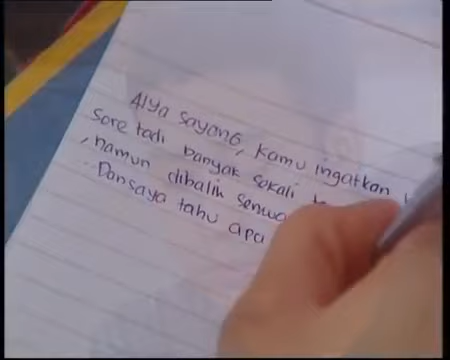 Alya sayang, kamu ingatkan
sore tadi banyak sekali
, namun dibalik semua
Dan saya tahu apa